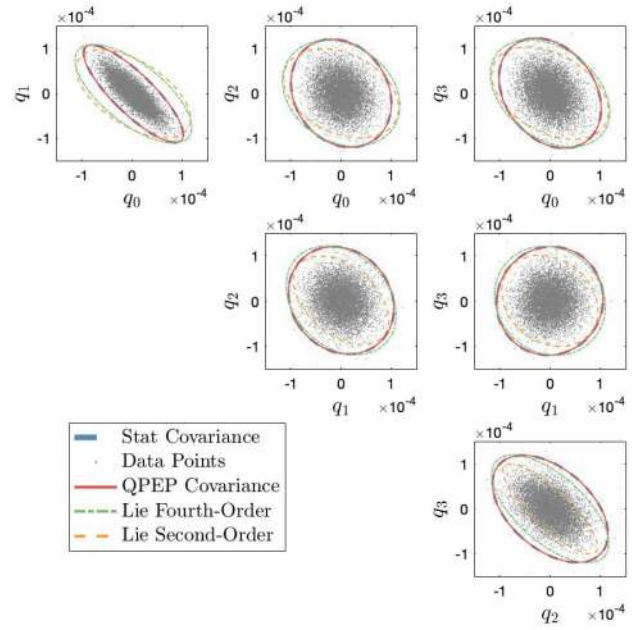 ×10⁻⁴ ×10⁻⁴ ×10⁻⁴
1 1 1
q₁ 0 q₂ 0 q₃ 0
-1 -1 -1
-1 0 1 -1 0 1 -1 0 1
q₀ ×10⁻⁴ q₀ ×10⁻⁴ q₀ ×10⁻⁴
×10⁻⁴ ×10⁻⁴
1 1
q₂ 0 q₃ 0
-1 -1
-1 0 1 -1 0 1
q₁ ×10⁻⁴ q₁ ×10⁻⁴
Stat Covariance
Data Points
QPEP Covariance
Lie Fourth-Order
Lie Second-Order
×10⁻⁴
1
q₃ 0
-1
-1 0 1
q₂ ×10⁻⁴